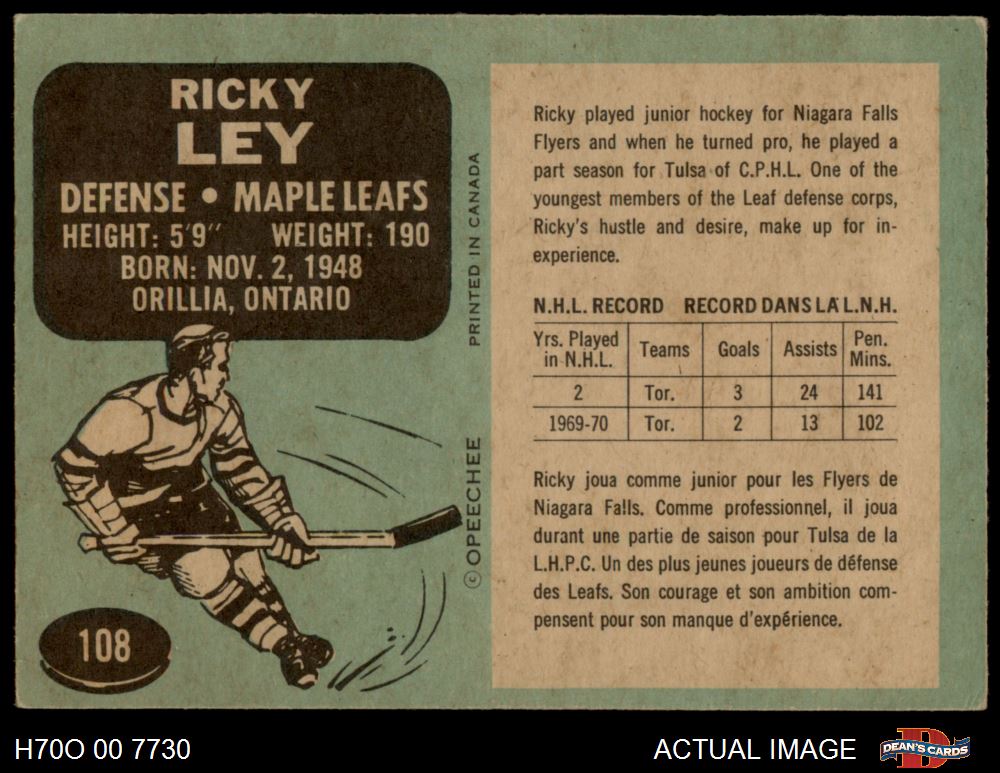 RICKY
LEY
DEFENSE • MAPLE LEAFS
HEIGHT: 5'9" WEIGHT: 190
BORN: NOV. 2, 1948
ORILLIA, ONTARIO
108
© OPEECHEE PRINTED IN CANADA
Ricky played junior hockey for Niagara Falls
Flyers and when he turned pro, he played a
part season for Tulsa of C.P.H.L. One of the
youngest members of the Leaf defense corps,
Ricky's hustle and desire, make up for in-
experience.
N.H.L. RECORD RECORD DANS LA L.N.H.
Yrs. Played in N.H.L. Teams Goals Assists Pen. Mins.
2 Tor. 3 24 141
1969-70 Tor. 2 13 102
Ricky joua comme junior pour les Flyers de
Niagara Falls. Comme professionnel, il joua
durant une partie de saison pour Tulsa de la
L.H.P.C. Un des plus jeunes joueurs de défense
des Leafs. Son courage et son ambition com-
pensent pour son manque d'expérience.
H70O 00 7730 ACTUAL IMAGE DEAN'S CARDS